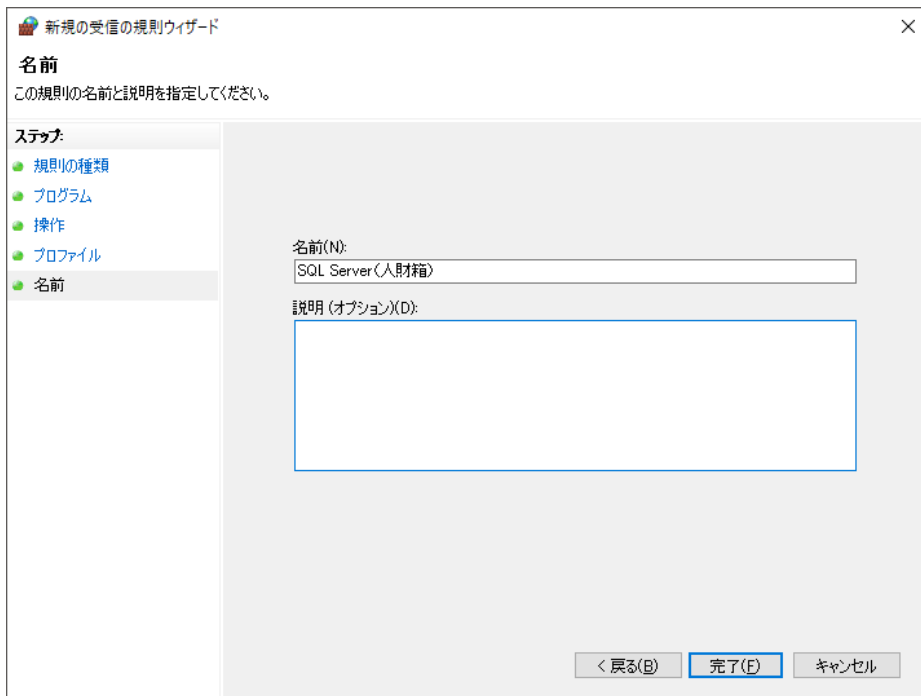 新規の受信の規則ウィザード
名前
この規則の名前と説明を指定してください。
ステップ:
規則の種類
プログラム
操作
プロファイル
名前
名前(N):
SQL Server(人財箱)
説明 (オプション)(D):
< 戻る(B)
完了(F)
キャンセル